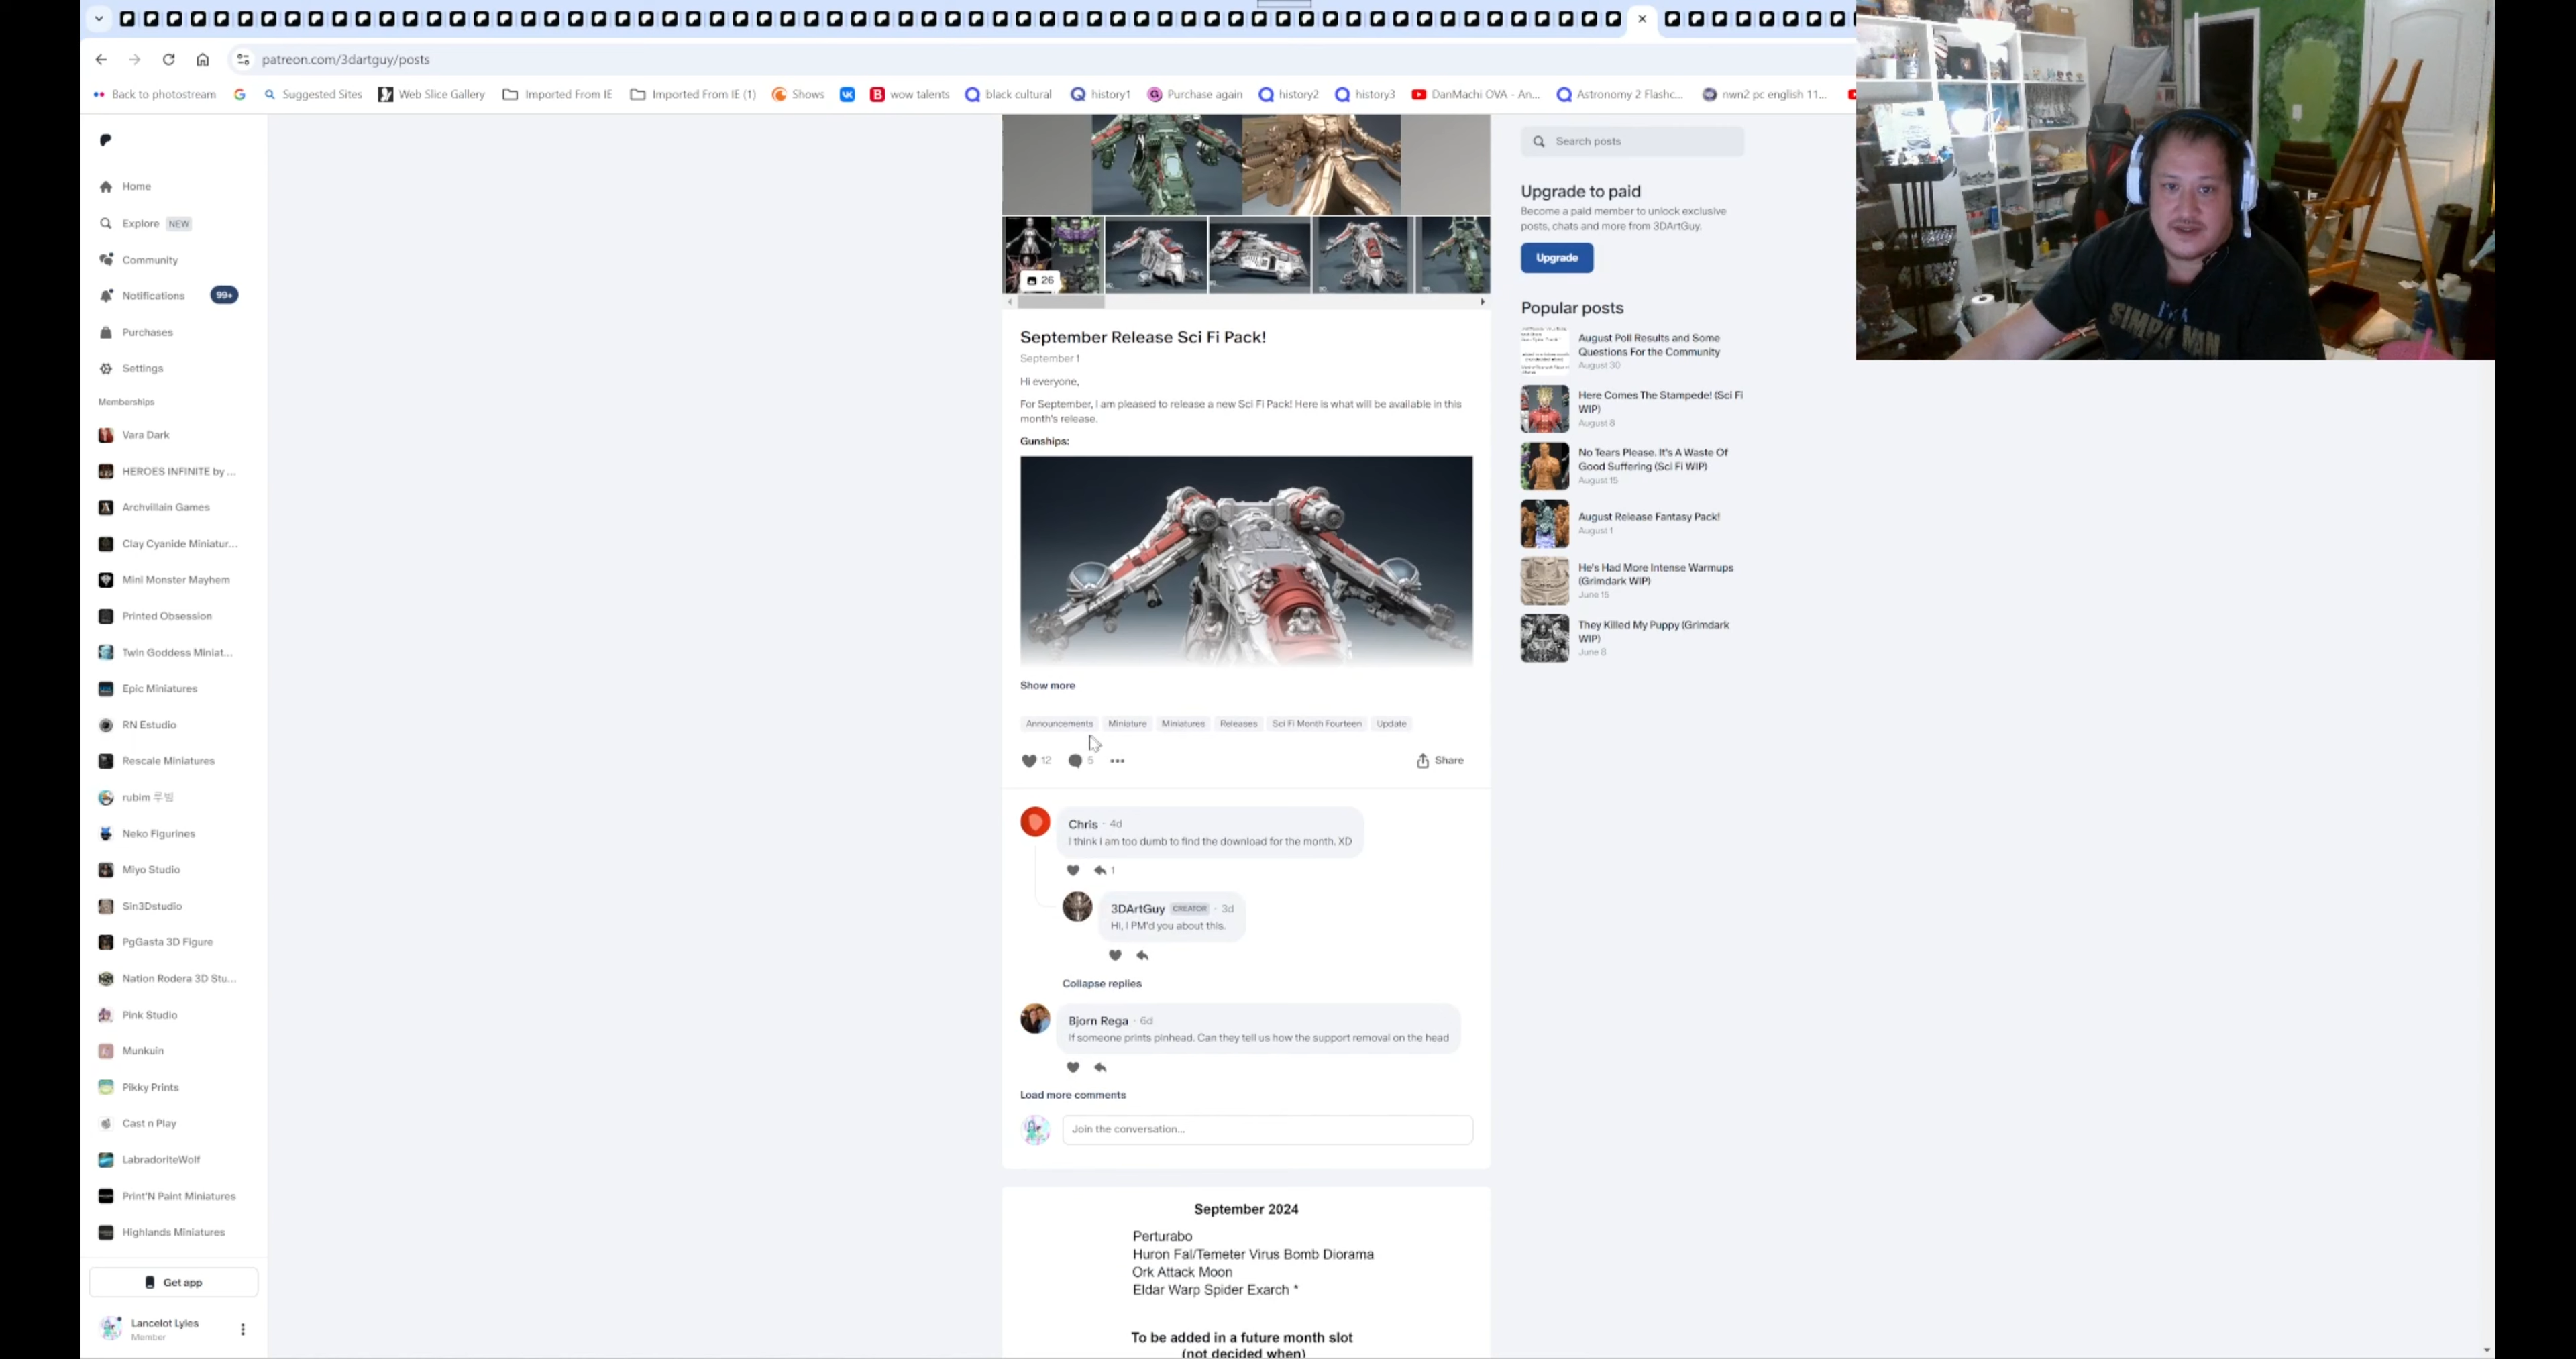 patreon.com/3dartguy/posts
Back to photostream
Suggested Sites
Web Slice Gallery
Imported From IE
Imported From IE (1)
Shows
wow talents
black cultural
history1
Purchase again
history2
history3
DanMachi OVA - An...
Astronomy 2 Flashc...
nwn2 pc english 11...
Home
Explore NEW
Community
Notifications 99+
Purchases
Settings
Memberships
Vara Dark
HEROES INFINITE by ...
Archvillain Games
Clay Cyanide Miniatur...
Mini Monster Mayhem
Printed Obsession
Twin Goddess Miniat...
Epic Miniatures
RN Estudio
Rescale Miniatures
rubim 루빔
Neko Figurines
Miyo Studio
Sin3Dstudio
PgGasta 3D Figure
Nation Rodera 3D Stu...
Pink Studio
Munkuin
Pikky Prints
Cast n Play
LabradoriteWolf
Print'N Paint Miniatures
Highlands Miniatures
Get app
Lancelot Lyles
Member
26
September Release Sci Fi Pack!
September 1
Hi everyone,
For September, I am pleased to release a new Sci Fi Pack! Here is what will be available in this
month's release.
Gunships:
Show more
Announcements
Miniature
Miniatures
Releases
Sci Fi Month Fourteen
Update
12
5
Share
Chris · 4d
I think I am too dumb to find the download for the month. XD
1
3DArtGuy CREATOR · 3d
Hi, I PM'd you about this.
Collapse replies
Bjorn Rega · 6d
If someone prints pinhead. Can they tell us how the support removal on the head
Load more comments
Join the conversation...
September 2024
Perturabo
Huron Fal/Temeter Virus Bomb Diorama
Ork Attack Moon
Eldar Warp Spider Exarch *
To be added in a future month slot
(not decided when)
Search posts
Upgrade to paid
Become a paid member to unlock exclusive
posts, chats and more from 3DArtGuy.
Upgrade
Popular posts
August Poll Results and Some
Questions For the Community
August 30
Here Comes The Stampede! (Sci Fi
WIP)
August 8
No Tears Please. It's A Waste Of
Good Suffering (Sci Fi WIP)
August 15
August Release Fantasy Pack!
August 1
He's Had More Intense Warmups
(Grimdark WIP)
June 15
They Killed My Puppy (Grimdark
WIP)
June 8
I'M A